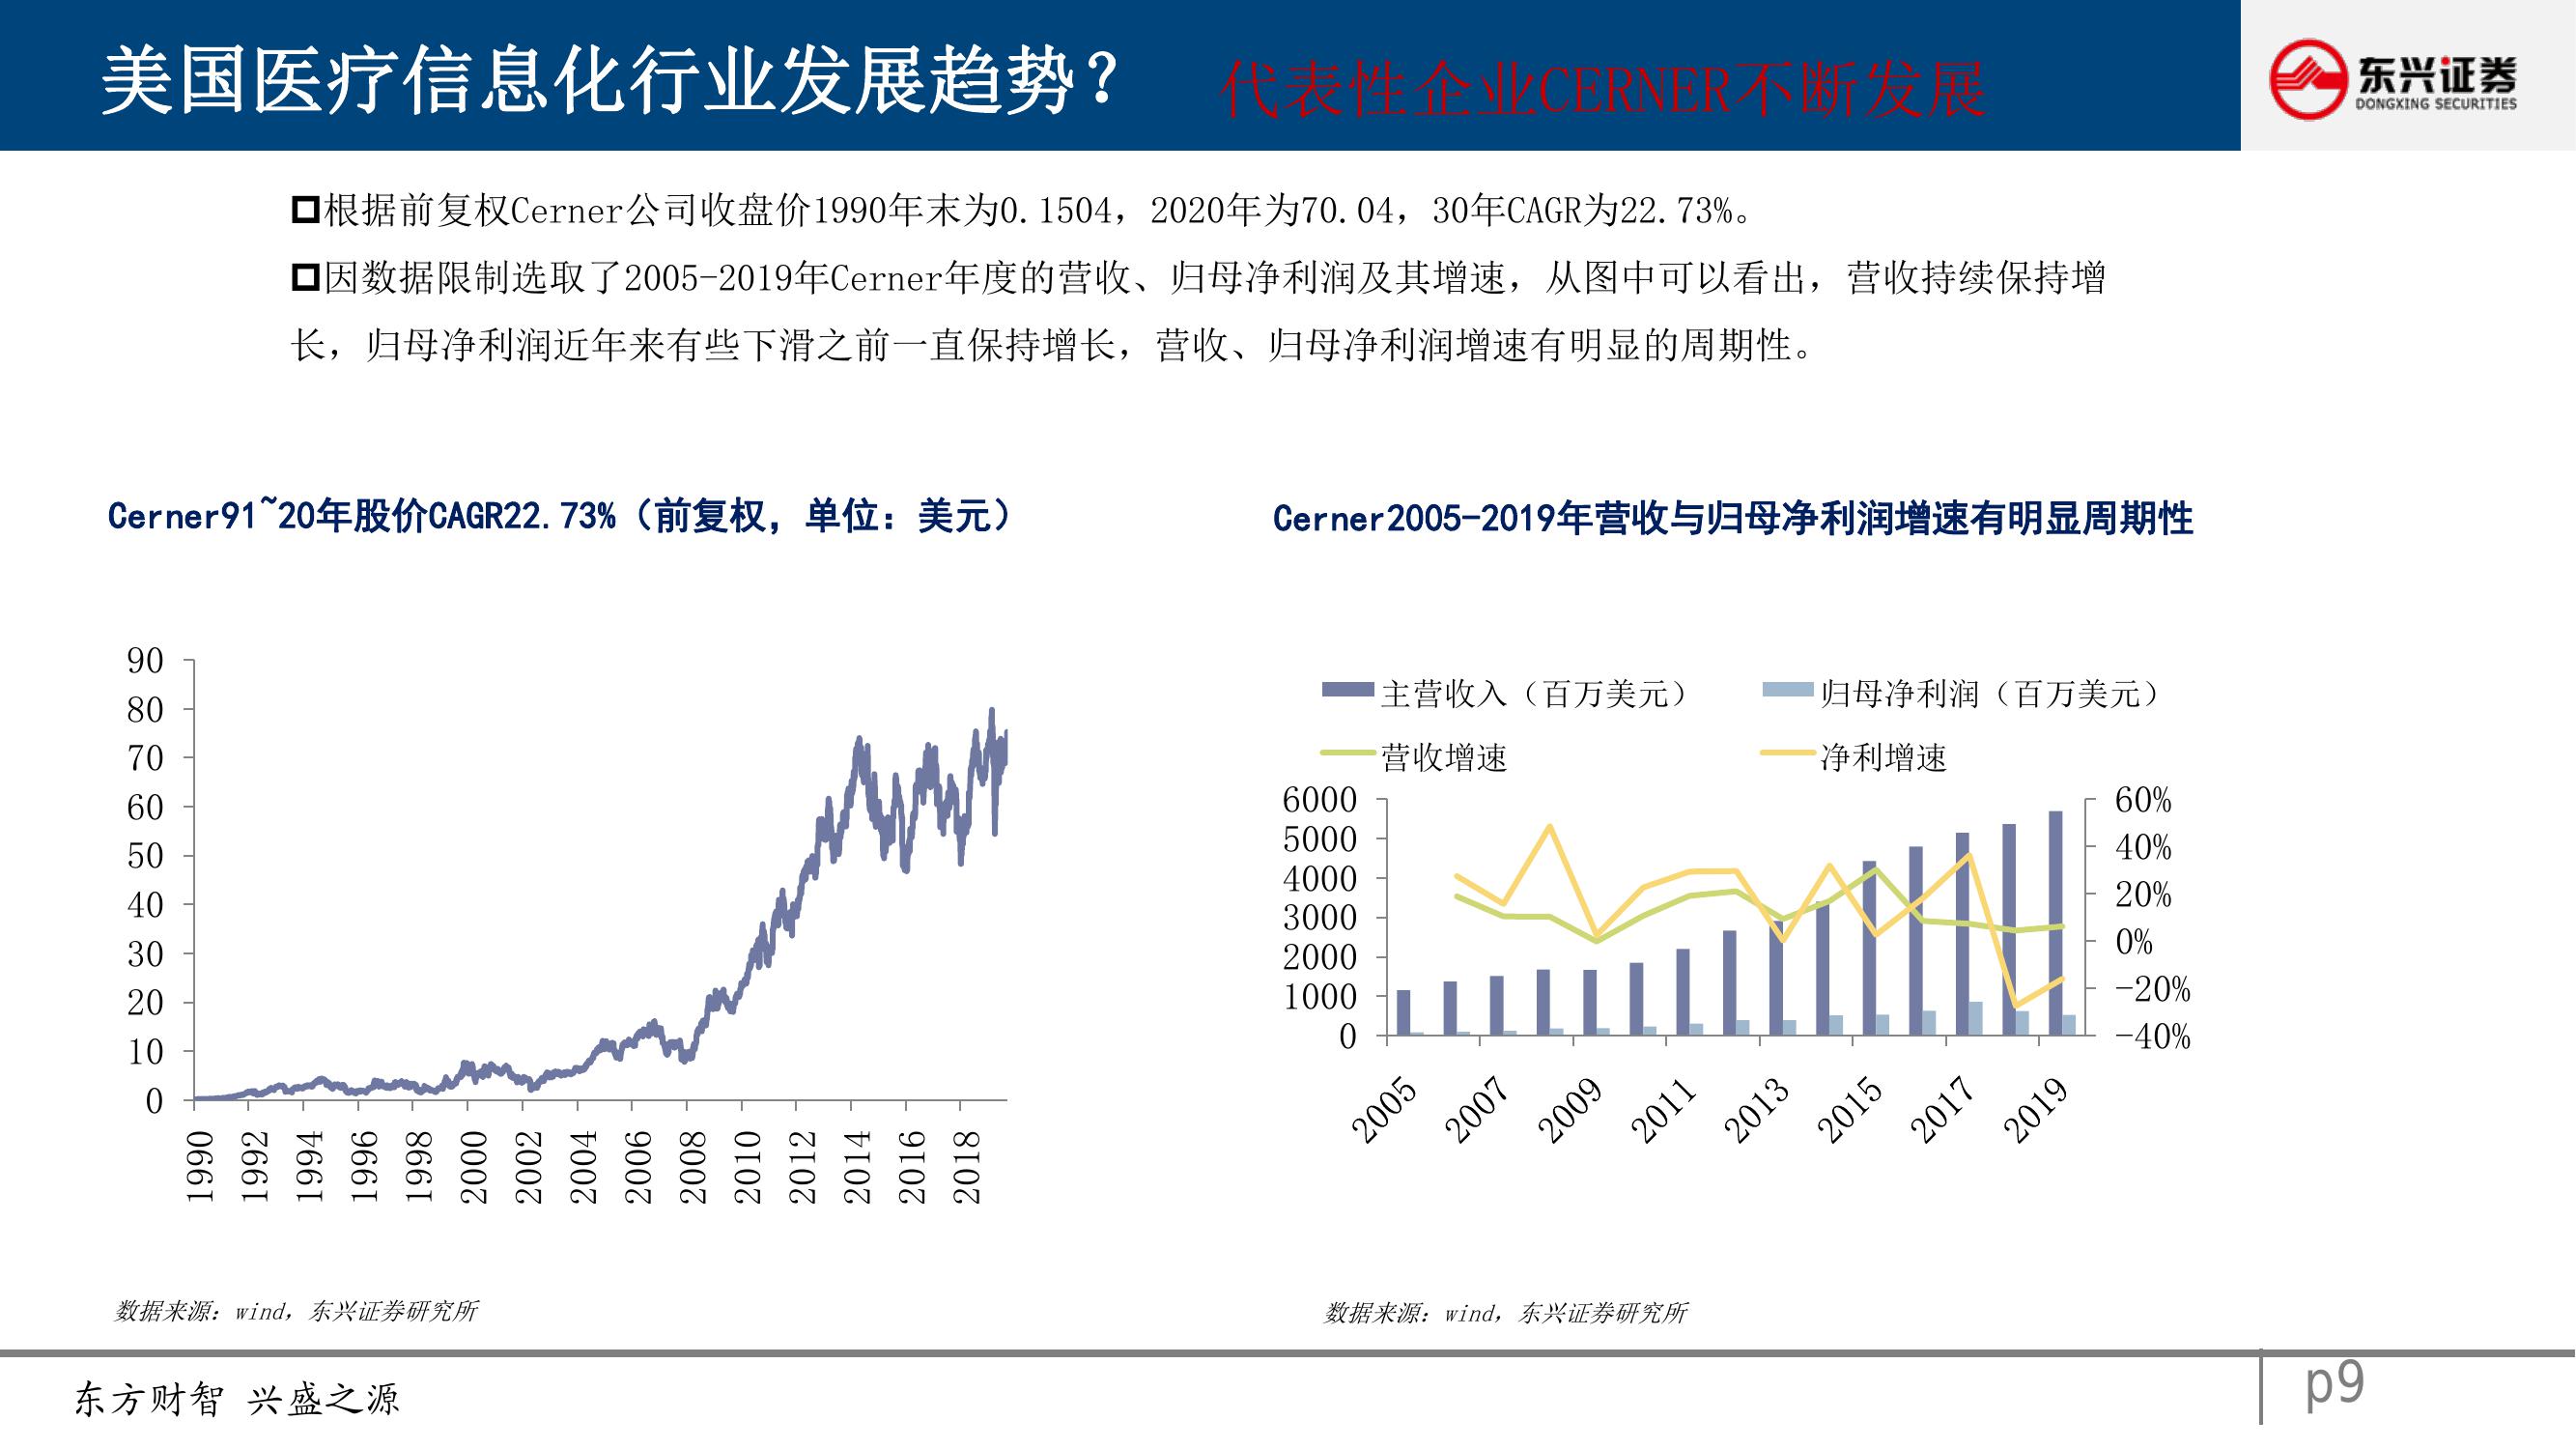 美国医疗信息化行业发展趋势？ 代表性企业CERNER不断发展
东兴证券
DONGXING SECURITIES
根据前复权Cerner公司收盘价1990年末为0.1504，2020年为70.04，30年CAGR为22.73%。
因数据限制选取了2005-2019年Cerner年度的营收、归母净利润及其增速，从图中可以看出，营收持续保持增
长，归母净利润近年来有些下滑之前一直保持增长，营收、归母净利润增速有明显的周期性。
Cerner91~20年股价CAGR22.73%（前复权，单位：美元）
90
80
70
60
50
40
30
20
10
0
1990 1992 1994 1996 1998 2000 2002 2004 2006 2008 2010 2012 2014 2016 2018
数据来源：wind，东兴证券研究所
Cerner2005-2019年营收与归母净利润增速有明显周期性
主营收入（百万美元） 归母净利润（百万美元）
营收增速 净利增速
6000 60%
5000 40%
4000 20%
3000 0%
2000 -20%
1000 -40%
0
2005 2007 2009 2011 2013 2015 2017 2019
数据来源：wind，东兴证券研究所
东方财智 兴盛之源
p9